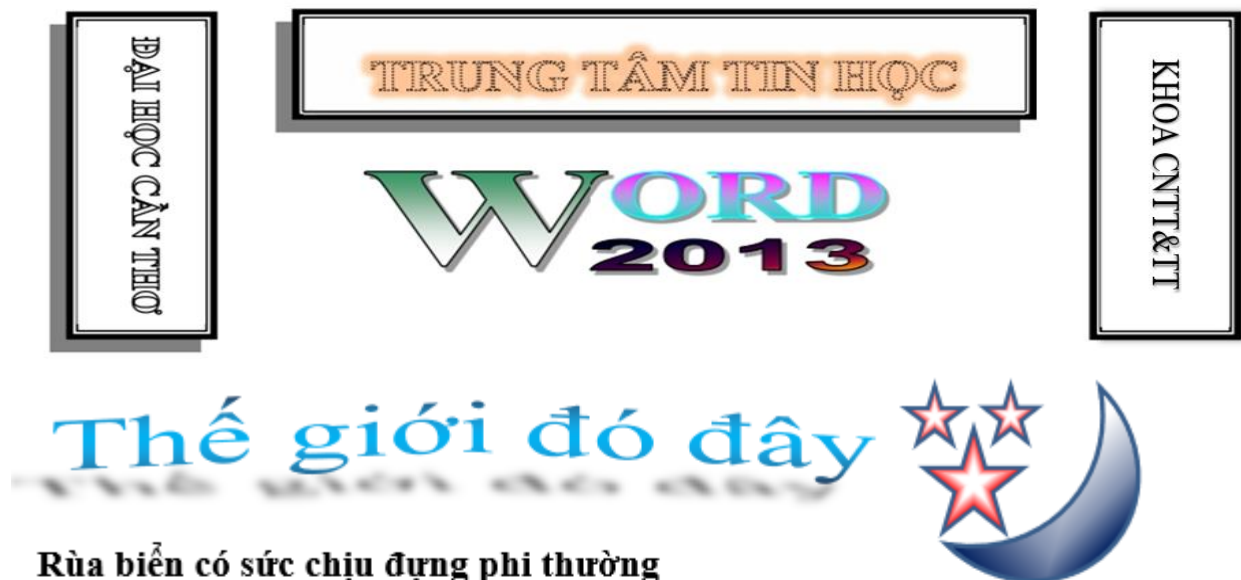 ĐẠI HỌC CẦN THƠ
TRUNG TÂM TIN HỌC
KHOA CNTT&TT
WORD
2013
Thế giới đó đây
Rùa biển có sức chịu đựng phi thường